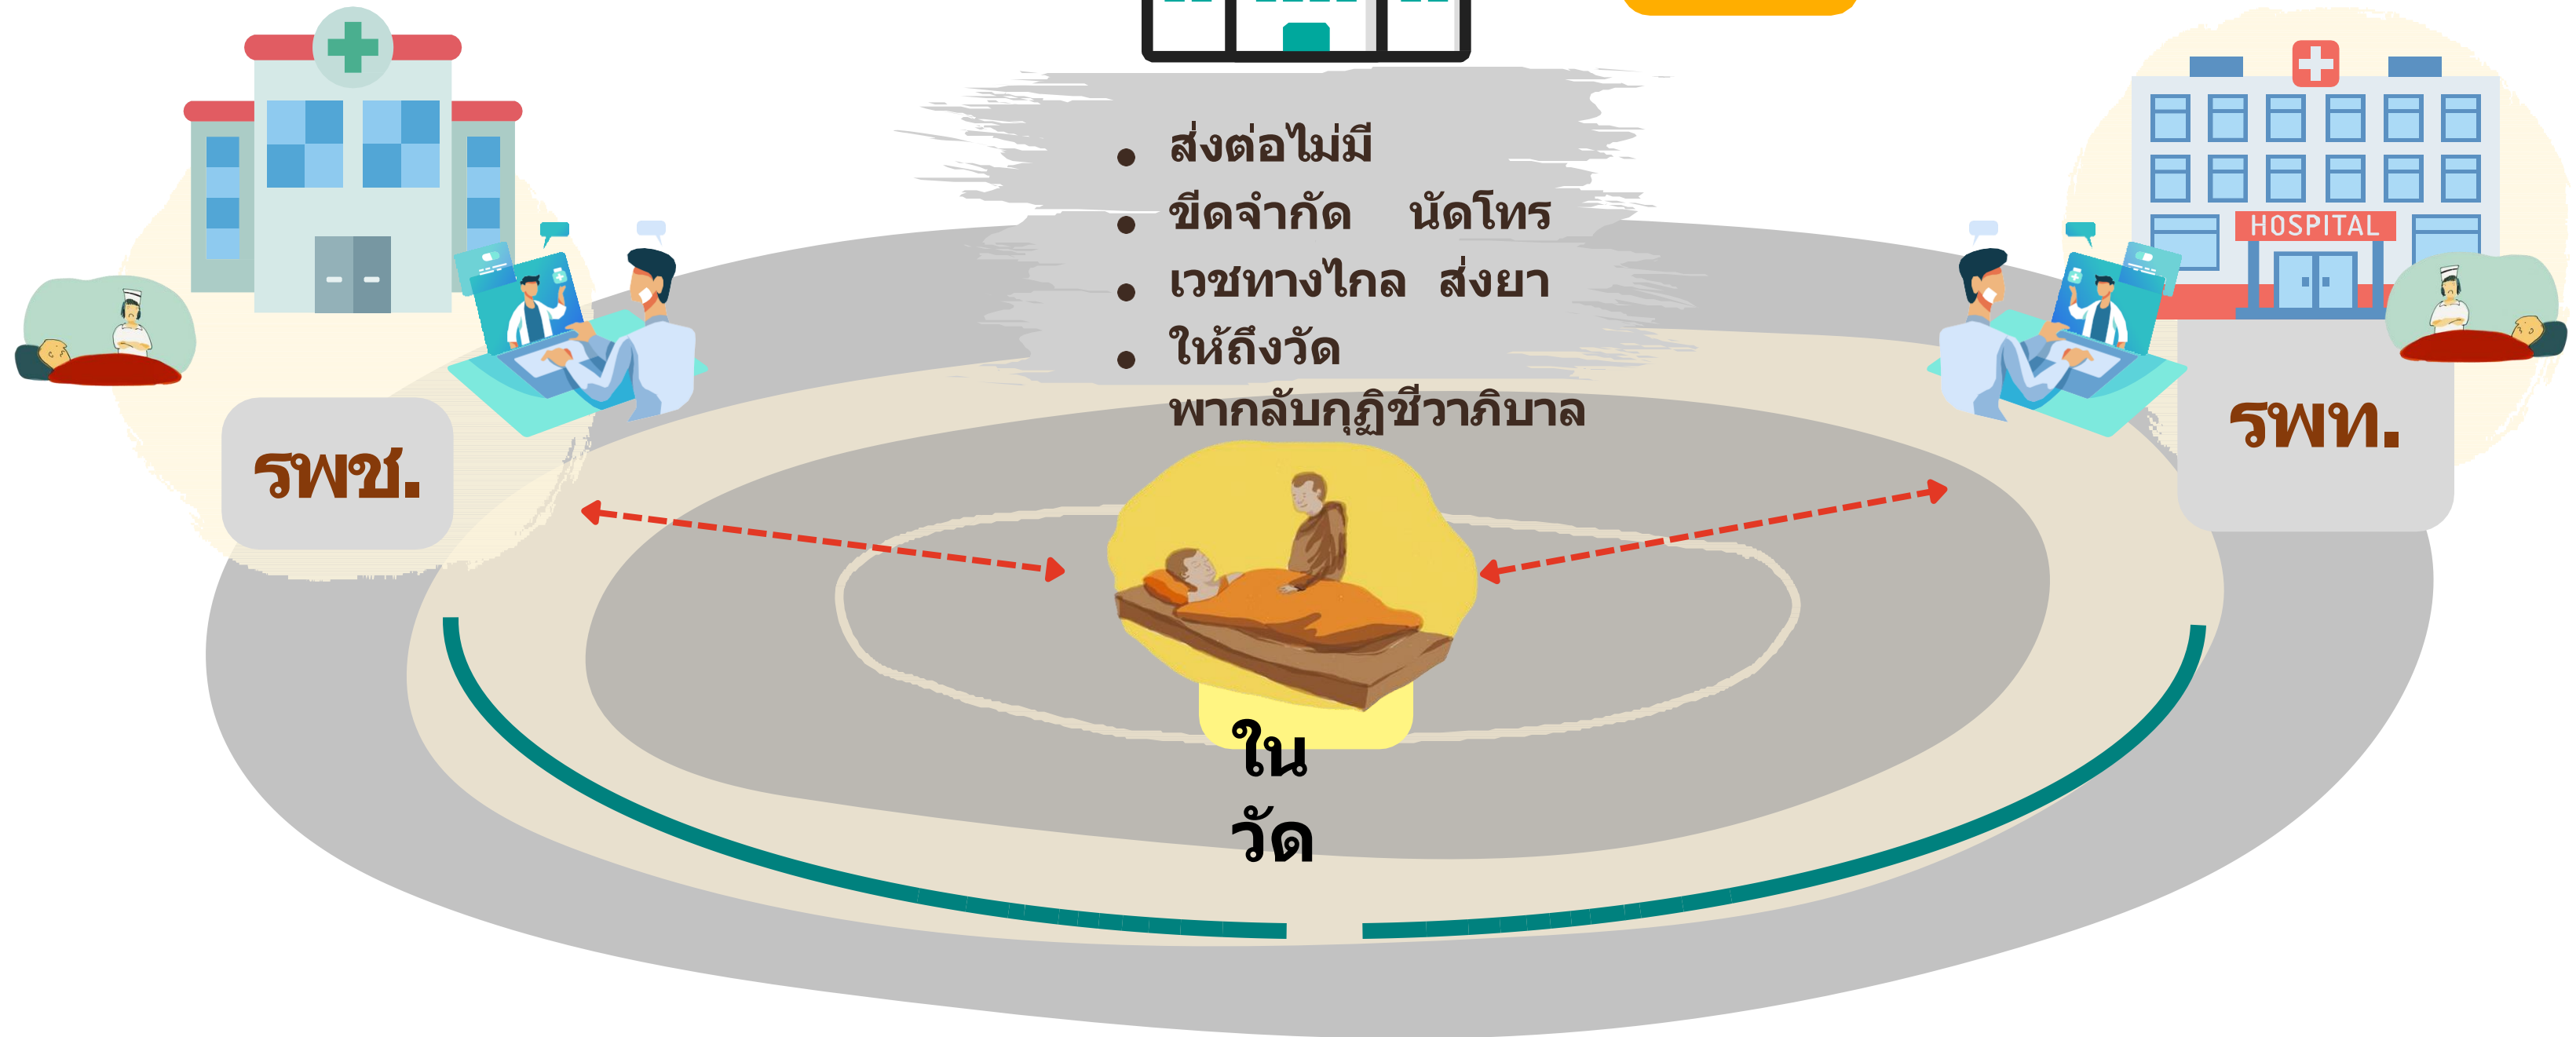 ส่งต่อไม่มี
ขีดจำกัด นัดโทร
เวชทางไกล ส่งยา
ให้ถึงวัด
พากลับกุฏิชีวาภิบาล
HOSPITAL
รพช.
รพท.
ใน
วัด